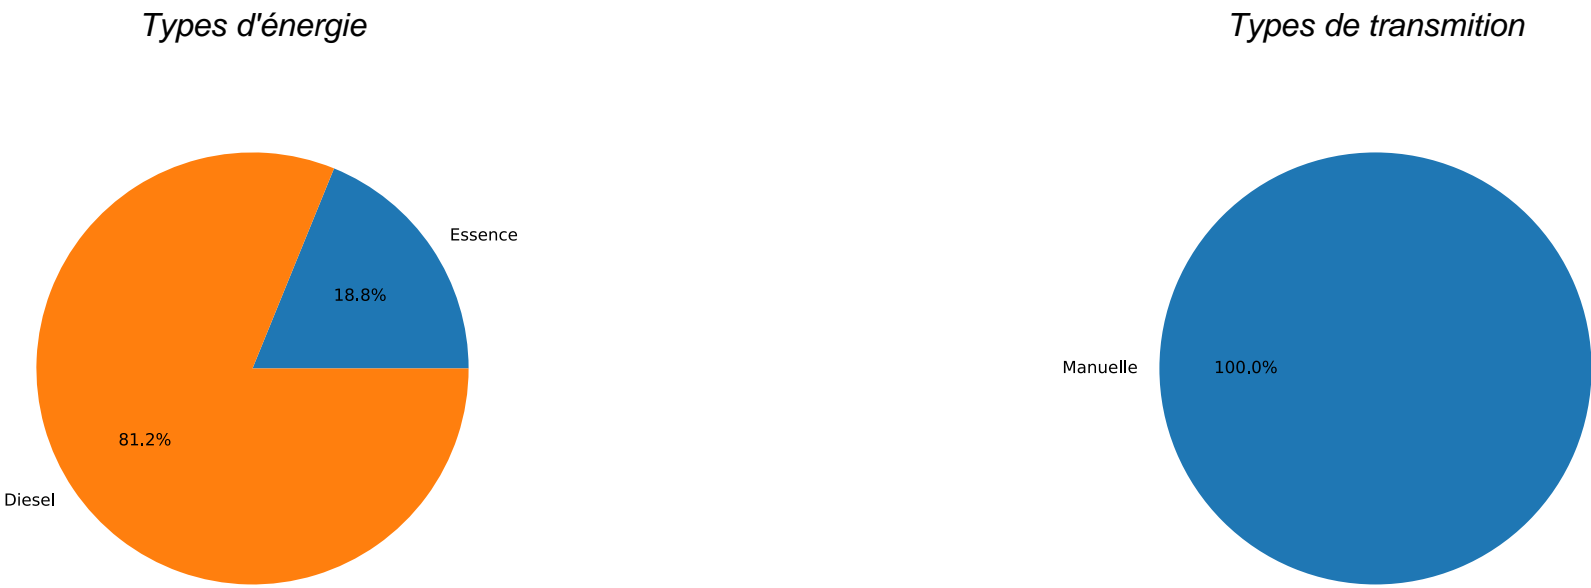 Types d'énergie
Types de transmition
Essence
18.8%
81.2%
Diesel
Manuelle
100.0%